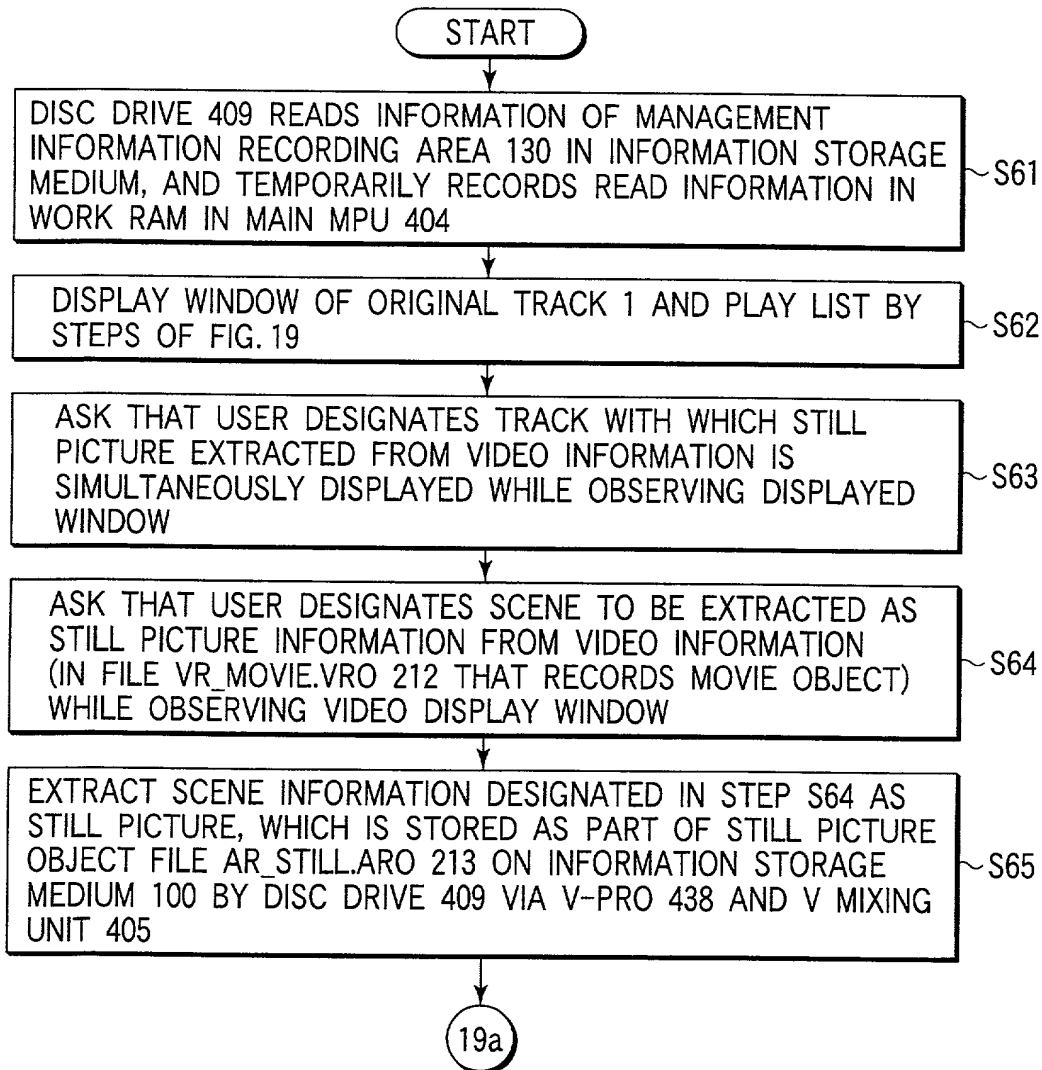 START
DISC DRIVE 409 READS INFORMATION OF MANAGEMENT
INFORMATION RECORDING AREA 130 IN INFORMATION STORAGE
MEDIUM, AND TEMPORARILY RECORDS READ INFORMATION IN
WORK RAM IN MAIN MPU 404
S61
DISPLAY WINDOW OF ORIGINAL TRACK 1 AND PLAY LIST BY
STEPS OF FIG. 19
S62
ASK THAT USER DESIGNATES TRACK WITH WHICH STILL
PICTURE EXTRACTED FROM VIDEO INFORMATION IS
SIMULTANEOUSLY DISPLAYED WHILE OBSERVING DISPLAYED
WINDOW
S63
ASK THAT USER DESIGNATES SCENE TO BE EXTRACTED AS
STILL PICTURE INFORMATION FROM VIDEO INFORMATION
(IN FILE VR_MOVIE.VRO 212 THAT RECORDS MOVIE OBJECT)
WHILE OBSERVING VIDEO DISPLAY WINDOW
S64
EXTRACT SCENE INFORMATION DESIGNATED IN STEP S64 AS
STILL PICTURE, WHICH IS STORED AS PART OF STILL PICTURE
OBJECT FILE AR_STILL.ARO 213 ON INFORMATION STORAGE
MEDIUM 100 BY DISC DRIVE 409 VIA V-PRO 438 AND V MIXING
UNIT 405
S65
19a